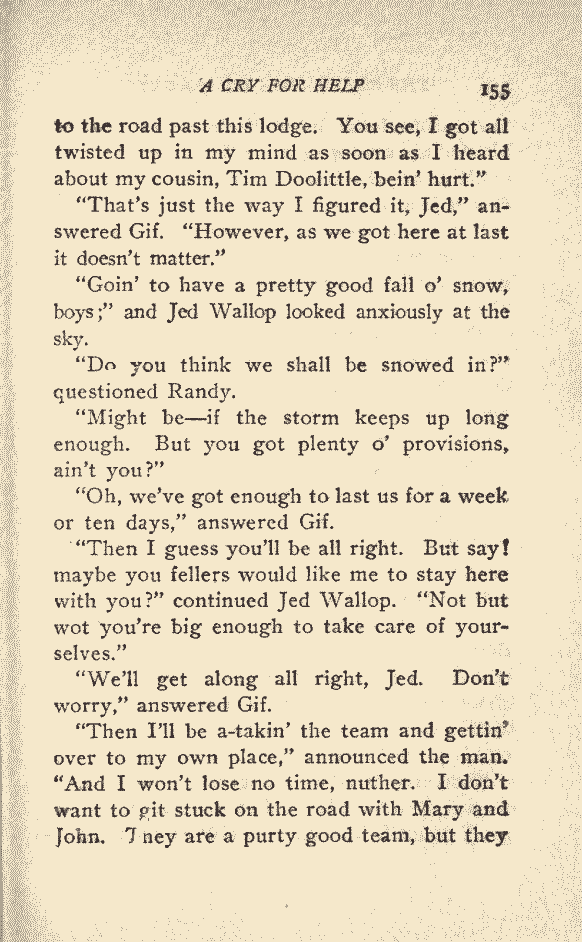 A CRY FOR HELP 155
to the road past this lodge. You see, I got all
twisted up in my mind as soon as I heard
about my cousin, Tim Doolittle, bein' hurt."
"That's just the way I figured it, Jed," an-
swered Gif. "However, as we got here at last
it doesn't matter."
"Goin' to have a pretty good fall o' snow,
boys;" and Jed Wallop looked anxiously at the
sky.
"Do you think we shall be snowed in?"
questioned Randy.
"Might be—if the storm keeps up long
enough. But you got plenty o' provisions,
ain't you?"
"Oh, we've got enough to last us for a week
or ten days," answered Gif.
"Then I guess you'll be all right. But say!
maybe you fellers would like me to stay here
with you?" continued Jed Wallop. "Not but
wot you're big enough to take care of your-
selves."
"We'll get along all right, Jed. Don't
worry," answered Gif.
"Then I'll be a-takin' the team and gettin'
over to my own place," announced the man.
"And I won't lose no time, nuther. I don't
want to git stuck on the road with Mary and
John. They are a purty good team, but they